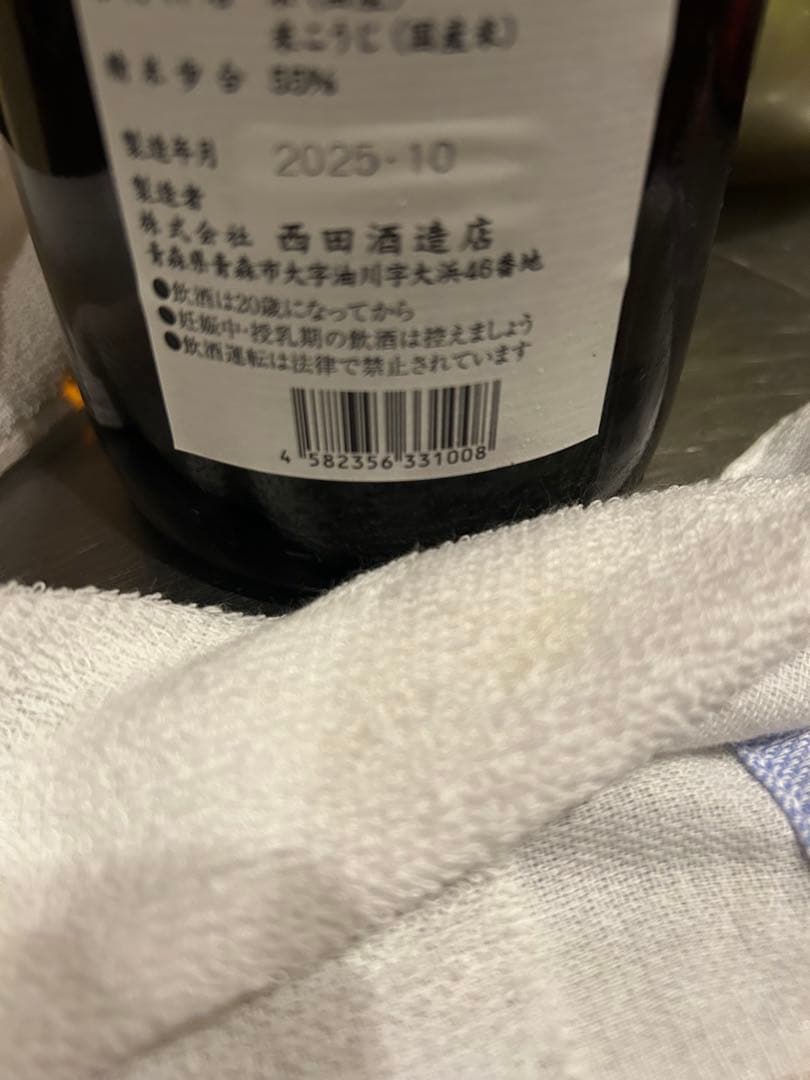 米こうじ（国産米）
精米歩合 55%
製造年月 2025·10
製造者
株式会社 西田酒造店
青森県青森市大字油川字大浜46番地
●飲酒は20歳になってから
●妊娠中·授乳期の飲酒は控えましょう
●飲酒運転は法律で禁止されています
4 582356 331008